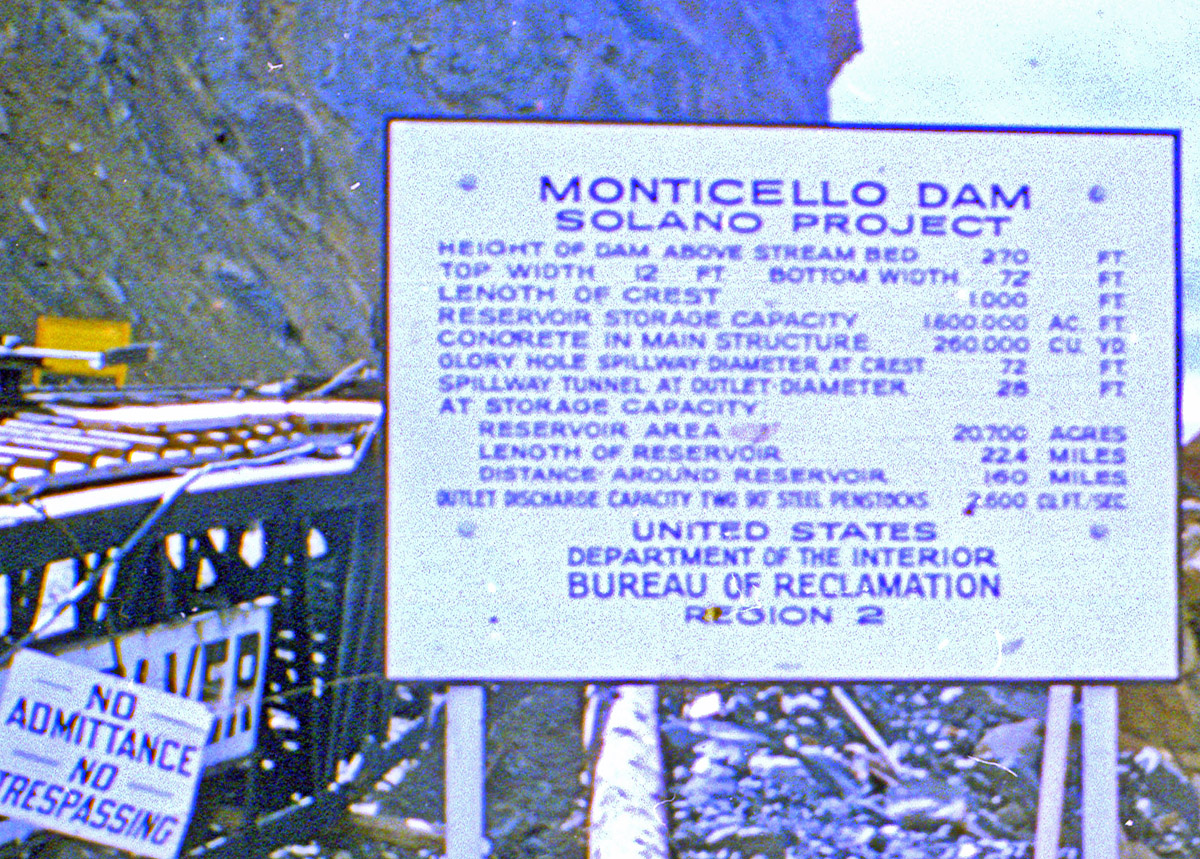 MONTICELLO DAM
SOLANO PROJECT
HEIGHT OF DAM ABOVE STREAM BED 270 FT.
TOP WIDTH 12 FT BOTTOM WIDTH 72 FT.
LENGTH OF CREST 1,000 FT.
RESERVOIR STORAGE CAPACITY 1,600,000 AC. FT.
CONCRETE IN MAIN STRUCTURE 260,000 CU. YD.
GLORY HOLE SPILLWAY DIAMETER AT CREST 72 FT.
SPILLWAY TUNNEL AT OUTLET-DIAMETER 28 FT.
AT STORAGE CAPACITY
RESERVOIR AREA 20,700 ACRES
LENGTH OF RESERVOIR 22.4 MILES
DISTANCE AROUND RESERVOIR 160 MILES
OUTLET DISCHARGE CAPACITY TWO 90" STEEL PENSTOCKS 2,600 CU.FT./SEC.
UNITED STATES
DEPARTMENT OF THE INTERIOR
BUREAU OF RECLAMATION
REGION 2
NO
ADMITTANCE
NO
TRESPASSING